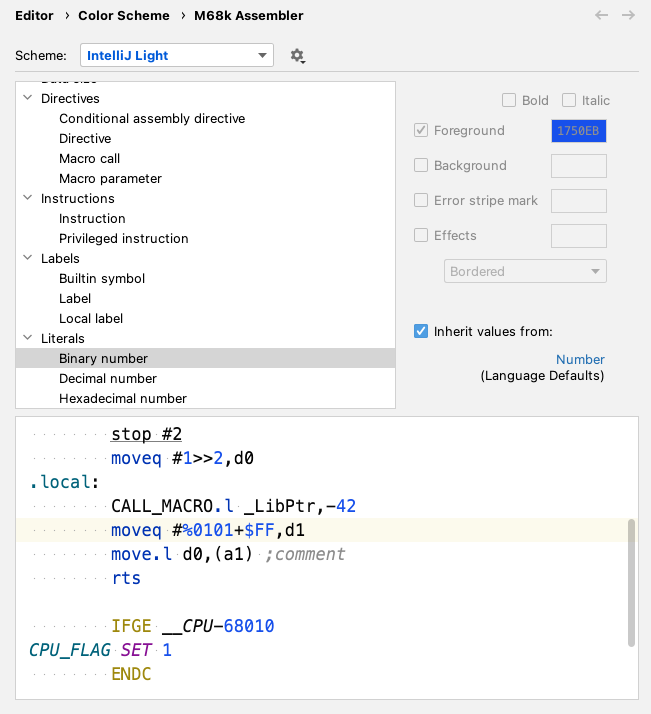 Editor › Color Scheme › M68k Assembler
Scheme: IntelliJ Light
Directives
Conditional assembly directive
Directive
Macro call
Macro parameter
Instructions
Instruction
Privileged instruction
Labels
Builtin symbol
Label
Local label
Literals
Binary number
Decimal number
Hexadecimal number
Bold Italic
Foreground 1750EB
Background
Error stripe mark
Effects
Bordered
Inherit values from:
Number
(Language Defaults)
stop #2
moveq #1>>2,d0
.local:
CALL_MACRO.l _LibPtr,-42
moveq #%0101+$FF,d1
move.l d0,(a1) ;comment
rts
IFGE __CPU-68010
CPU_FLAG SET 1
ENDC